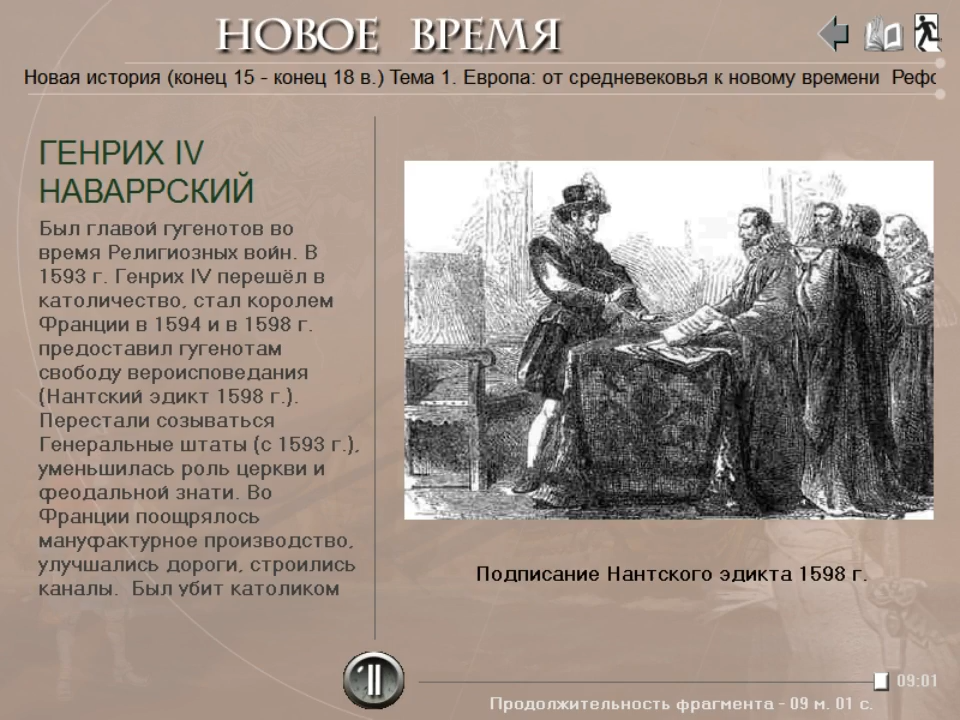 НОВОЕ ВРЕМЯ
Новая история (конец 15 - конец 18 в.) Тема 1. Европа: от средневековья к новому времени Рефо
ГЕНРИХ IV
НАВАРРСКИЙ
Был главой гугенотов во
время Религиозных войн. В
1593 г. Генрих IV перешёл в
католичество, стал королем
Франции в 1594 и в 1598 г.
предоставил гугенотам
свободу вероисповедания
(Нантский эдикт 1598 г.).
Перестали созываться
Генеральные штаты (с 1593 г.),
уменьшилась роль церкви и
феодальной знати. Во
Франции поощрялось
мануфактурное производство,
улучшались дороги, строились
каналы. Был убит католиком
Подписание Нантского эдикта 1598 г.
09:01
Продолжительность фрагмента - 09 м. 01 с.